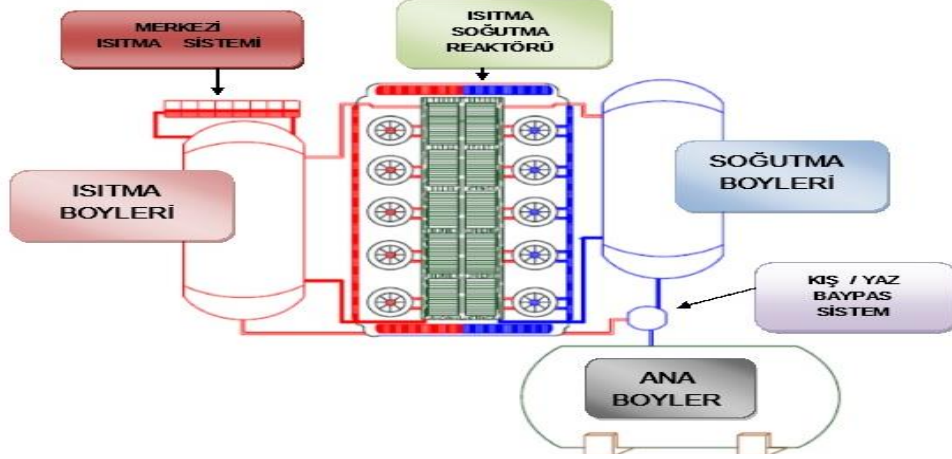 MERKEZİ
ISITMA SİSTEMİ
ISITMA
SOĞUTMA
REAKTÖRÜ
ISITMA
BOYLERİ
SOĞUTMA
BOYLERİ
KIŞ / YAZ
BAYPAS
SİSTEM
ANA
BOYLER